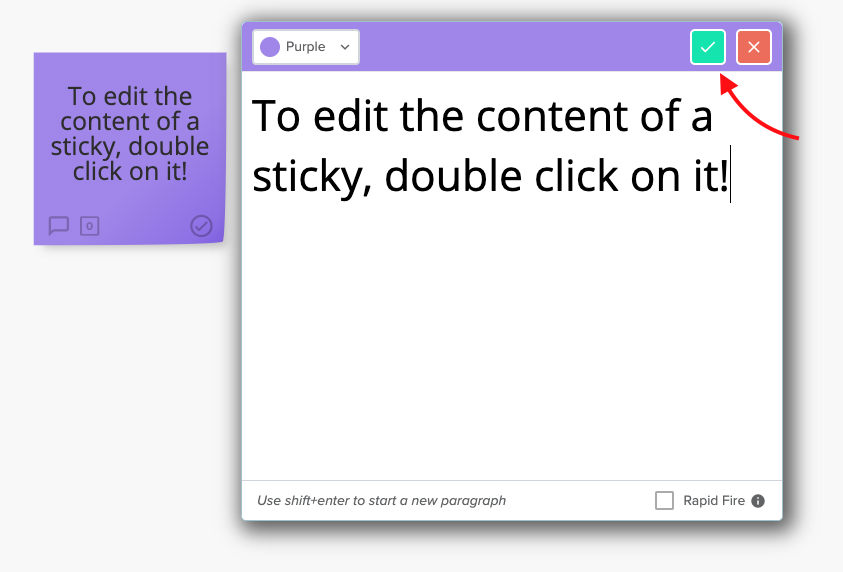 To edit the
content of a
sticky, double
click on it!
0
Purple
To edit the content of a
sticky, double click on it!
Use shift+enter to start a new paragraph
Rapid Fire